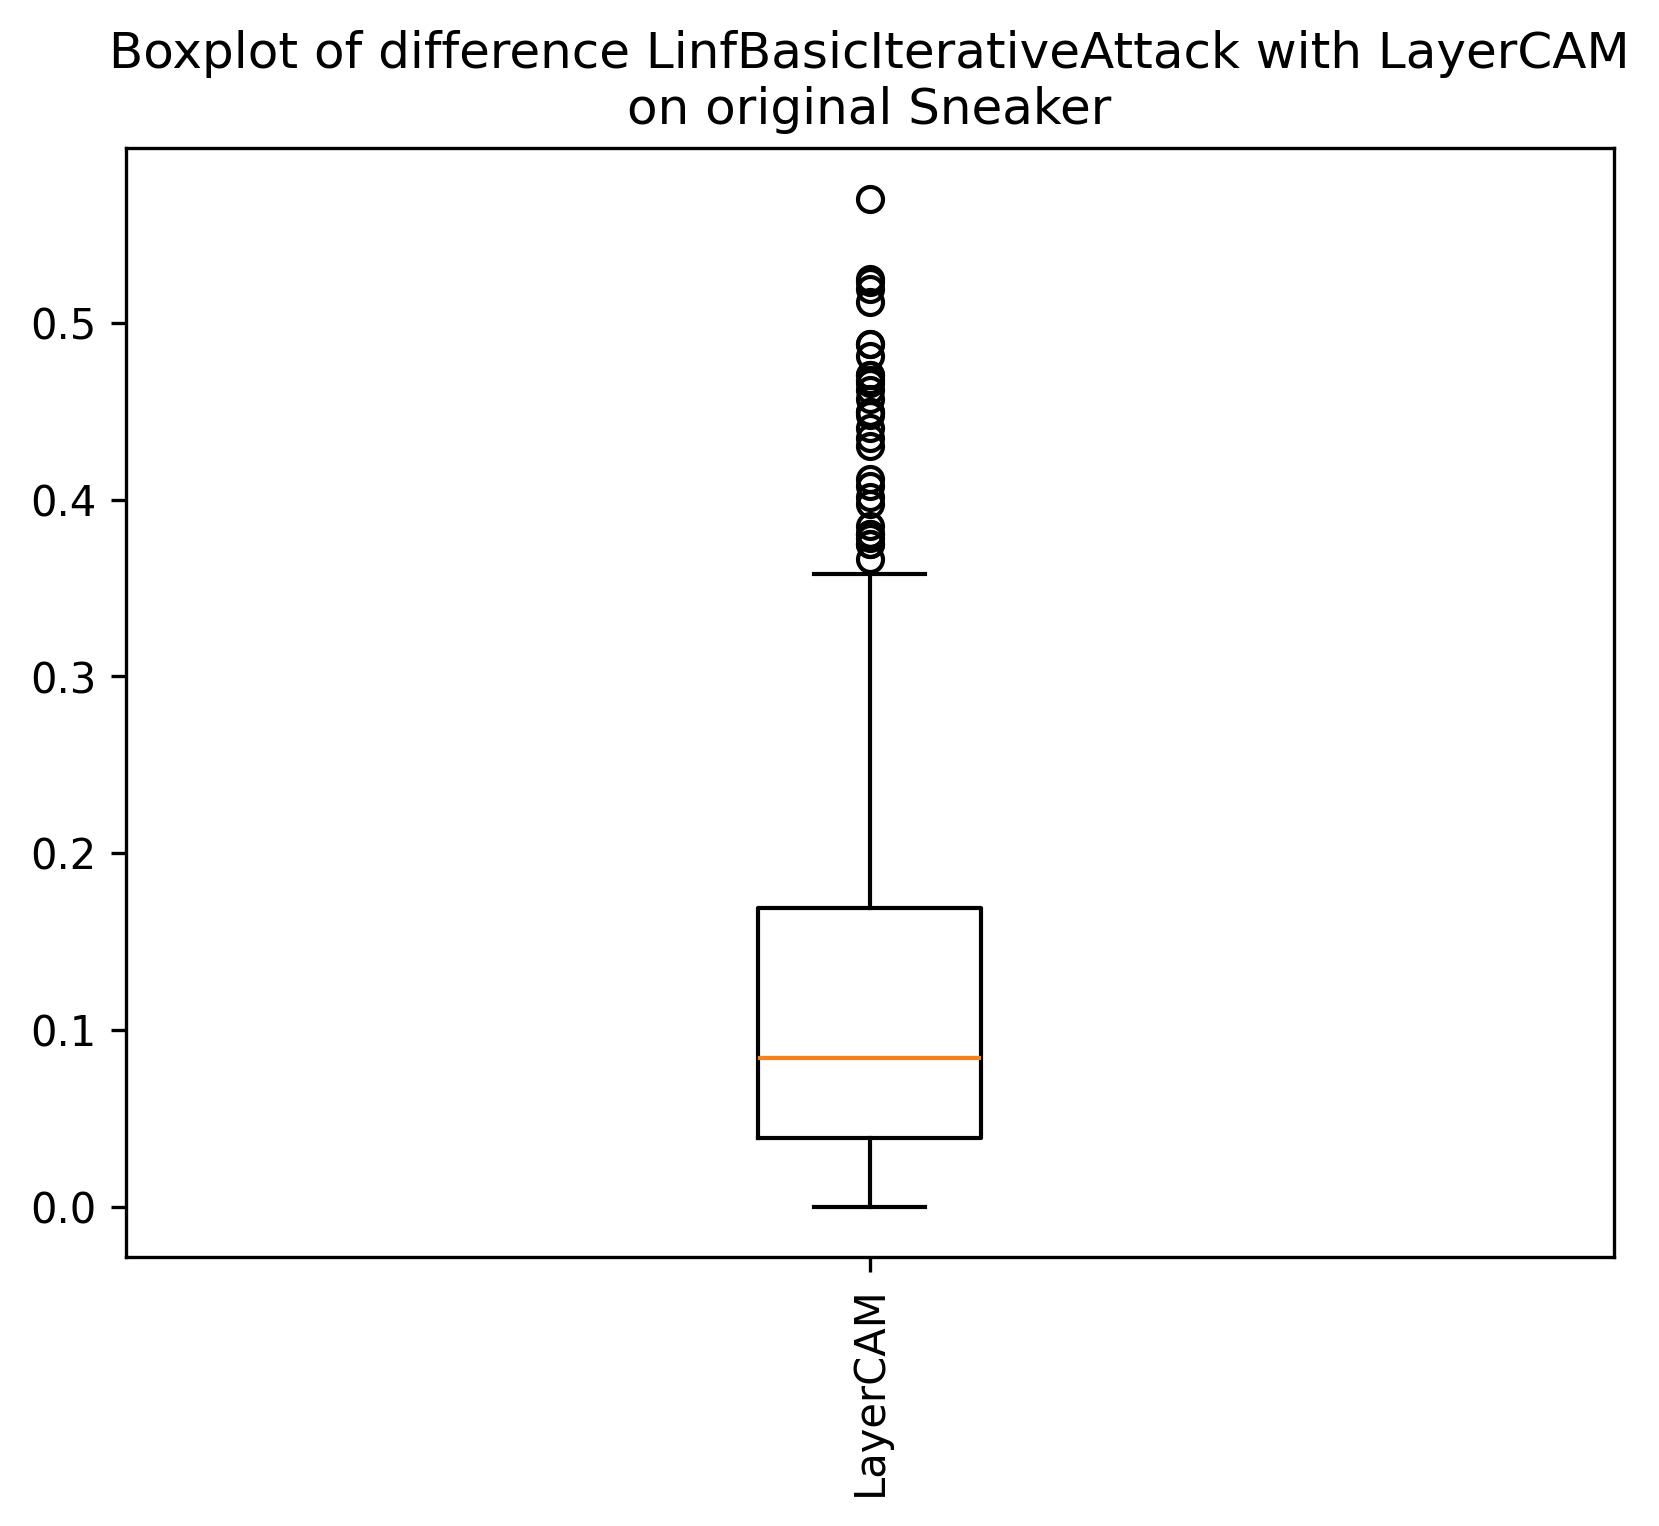 Boxplot of difference LinfBasicIterativeAttack with LayerCAM
on original Sneaker
0.5
0.4
0.3
0.2
0.1
0.0
LayerCAM